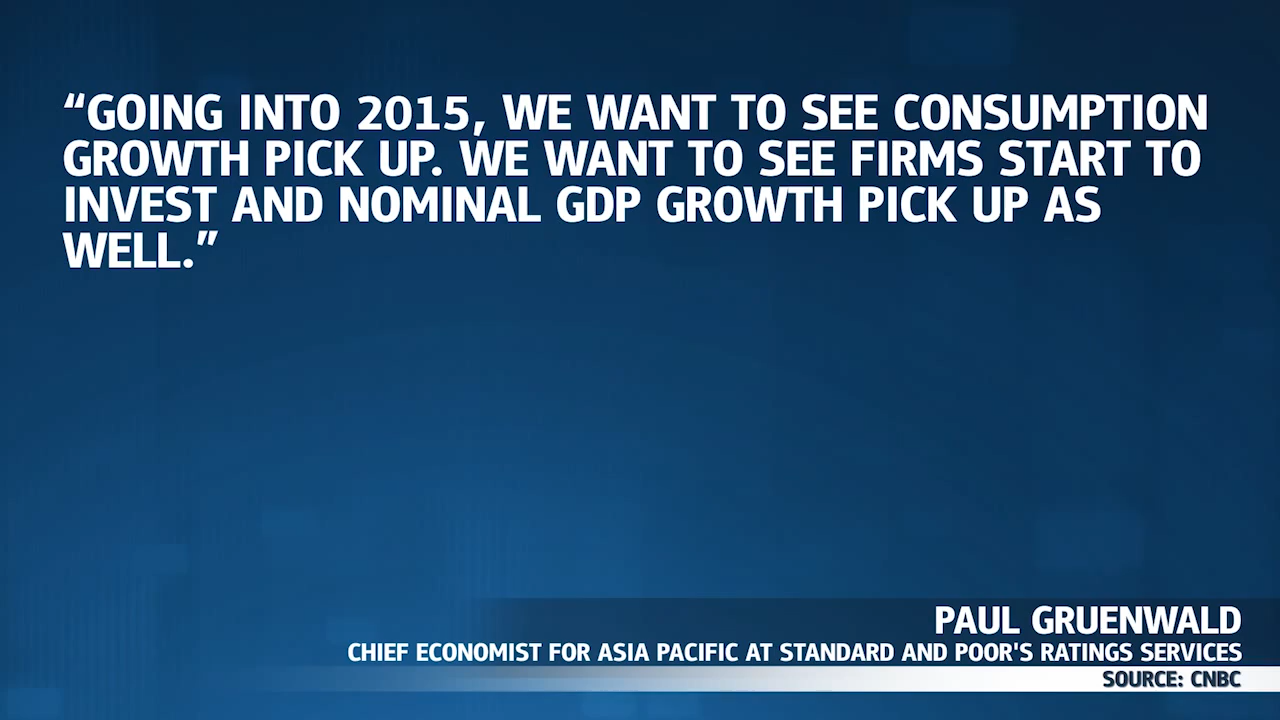 “GOING INTO 2015, WE WANT TO SEE CONSUMPTION
GROWTH PICK UP. WE WANT TO SEE FIRMS START TO
INVEST AND NOMINAL GDP GROWTH PICK UP AS
WELL.”
PAUL GRUENWALD
CHIEF ECONOMIST FOR ASIA PACIFIC AT STANDARD AND POOR'S RATINGS SERVICES
SOURCE: CNBC